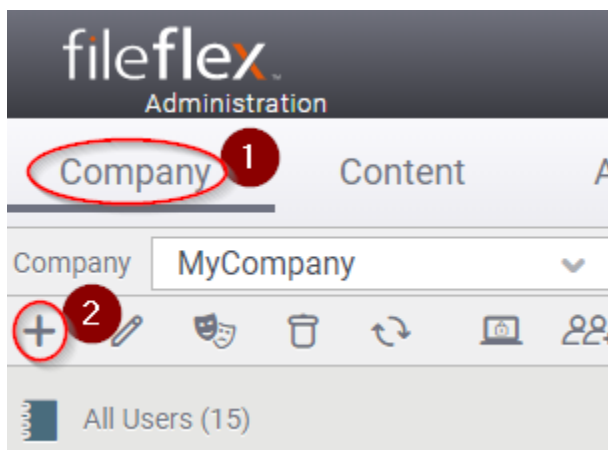 fileflex
Administration
Company 1 Content A
Company MyCompany
2
All Users (15)